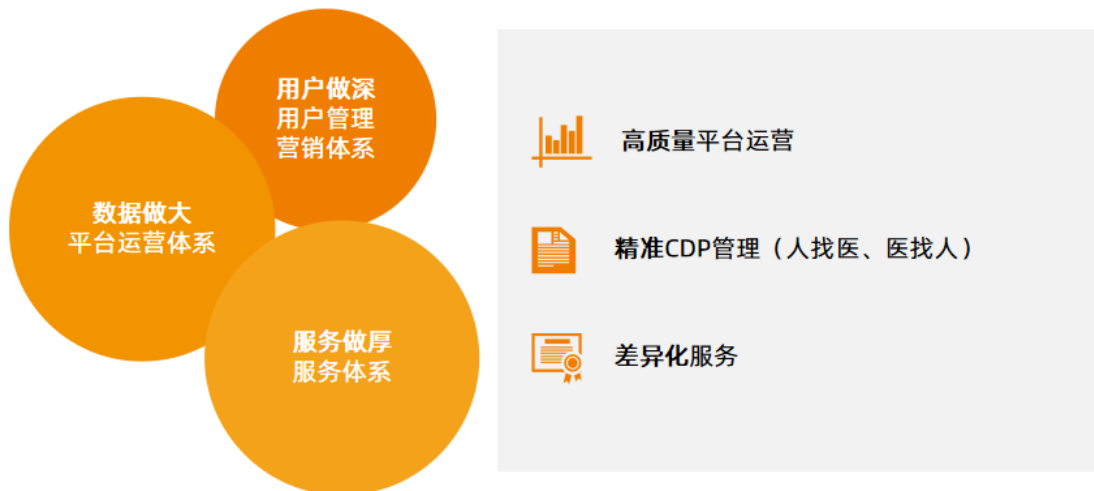 用户做深
用户管理
营销体系
数据做大
平台运营体系
服务做厚
服务体系
高质量平台运营
精准CDP管理（人找医、医找人）
差异化服务